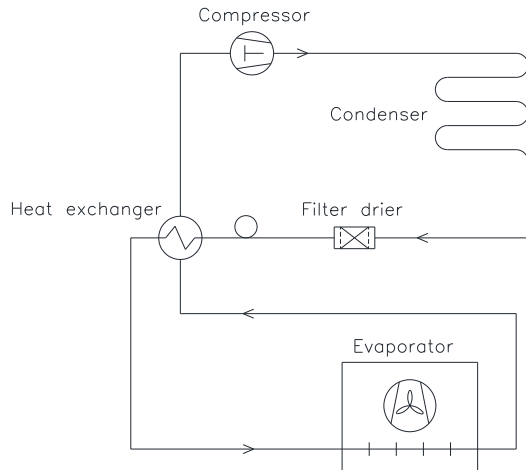 Compressor
Condenser
Heat exchanger
Filter drier
Evaporator